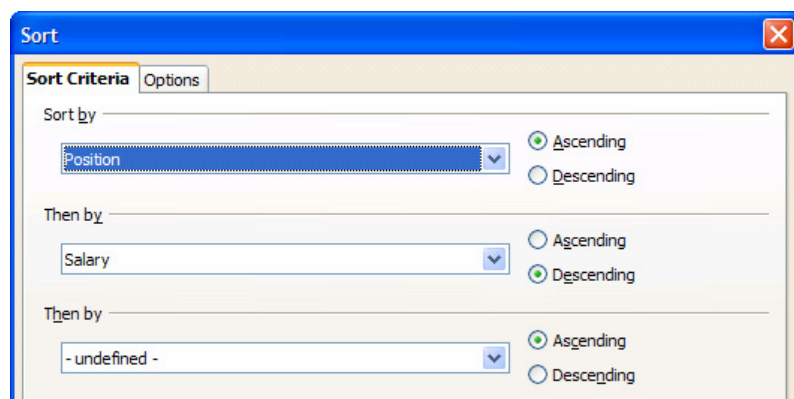 Sort
Sort Criteria Options
Sort by
Position
Ascending
Descending
Then by
Salary
Ascending
Descending
Then by
- undefined -
Ascending
Descending